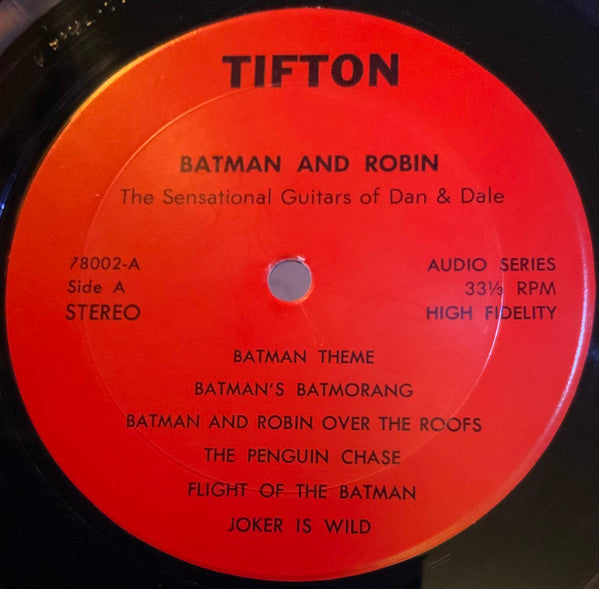 TIFTON
BATMAN AND ROBIN
The Sensational Guitars of Dan & Dale
78002-A
Side A
STEREO
AUDIO SERIES
33⅓ RPM
HIGH FIDELITY
BATMAN THEME
BATMAN'S BATMORANG
BATMAN AND ROBIN OVER THE ROOFS
THE PENGUIN CHASE
FLIGHT OF THE BATMAN
JOKER IS WILD